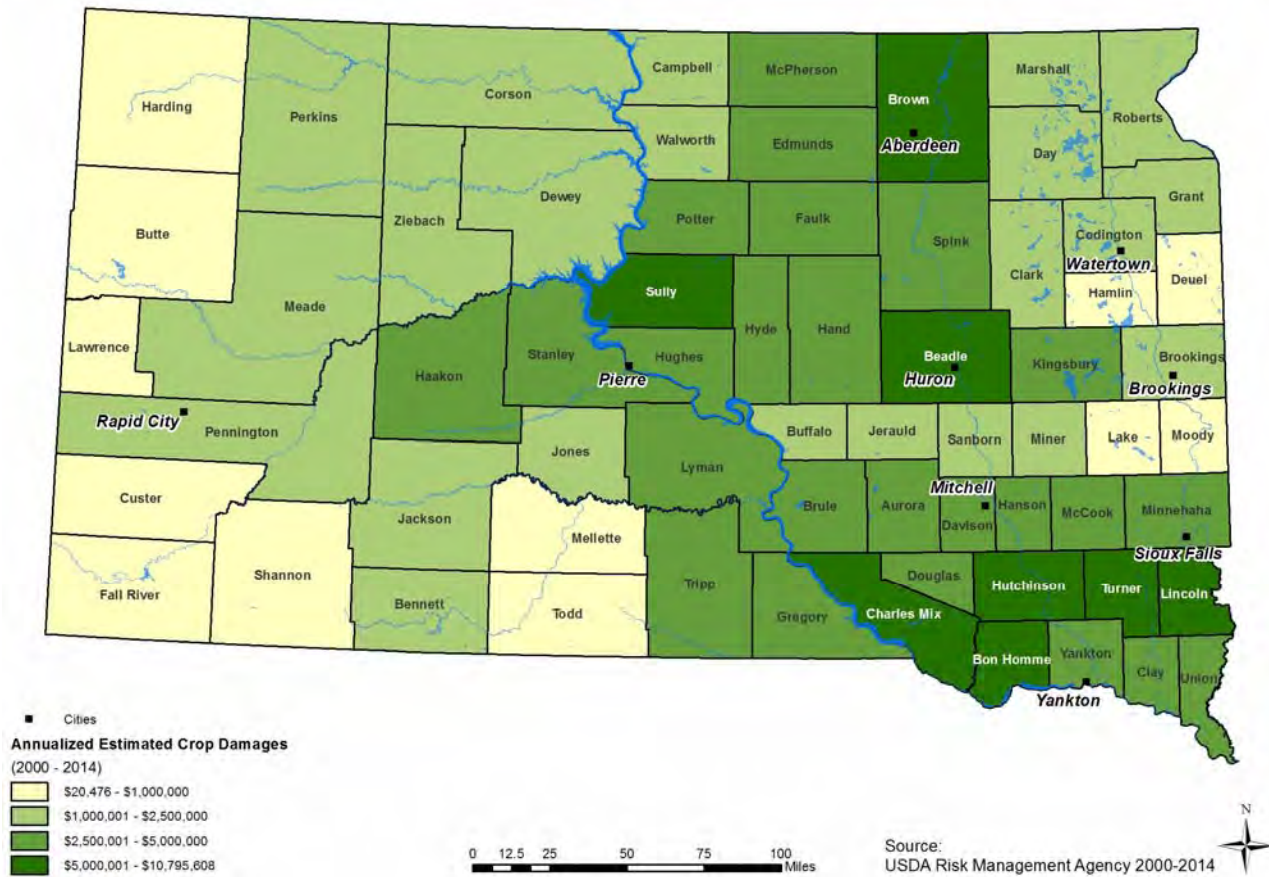 Campbell
McPherson
Brown
Marshall
Roberts
Harding
Perkins
Corson
Walworth
Edmunds
Aberdeen
Day
Butte
Ziebach
Dewey
Potter
Faulk
Spink
Grant
Codington
Watertown
Clark
Hamlin
Deuel
Meade
Sully
Hyde
Hand
Beadle
Huron
Kingsbury
Brookings
Brookings
Lawrence
Haakon
Stanley
Hughes
Pierre
Rapid City
Pennington
Jones
Lyman
Buffalo
Jerauld
Sanborn
Miner
Lake
Moody
Custer
Jackson
Mellette
Brule
Aurora
Mitchell
Davison
Hanson
McCook
Minnehaha
Sioux Falls
Fall River
Shannon
Bennett
Todd
Tripp
Gregory
Douglas
Charles Mix
Hutchinson
Turner
Lincoln
Bon Homme
Yankton
Clay
Union
Yankton
Cities
Annualized Estimated Crop Damages
(2000 - 2014)
$20,476 - $1,000,000
$1,000,001 - $2,500,000
$2,500,001 - $5,000,000
$5,000,001 - $10,795,608
0 12.5 25 50 75 100
Miles
Source:
USDA Risk Management Agency 2000-2014
N